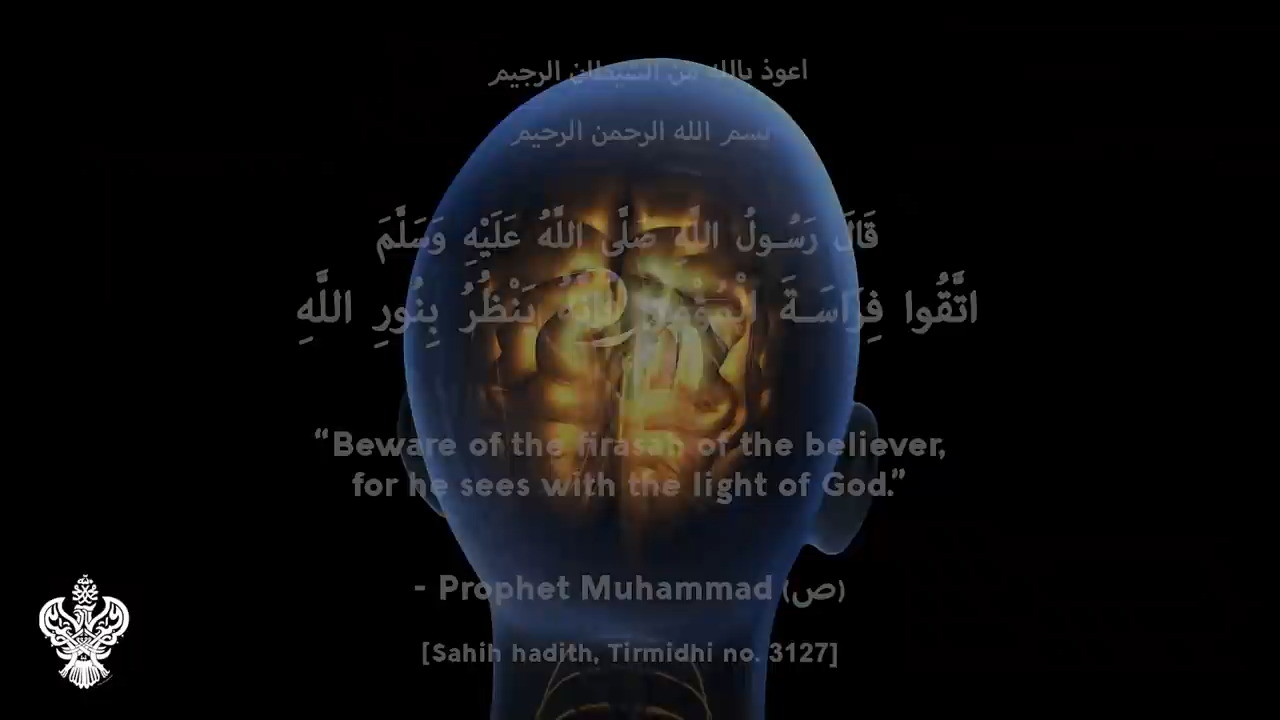 اعوذ بالله من الشيطان الرجيم
بسم الله الرحمن الرحيم
قَالَ رَسُولُ اللَّهِ صَلَّى اللَّهُ عَلَيْهِ وَسَلَّمَ
اتَّقُوا فِرَاسَةَ الْمُؤْمِنِ فَإِنَّهُ يَنْظُرُ بِنُورِ اللَّهِ
“Beware of the firasah of the believer,
for he sees with the light of God.”
- Prophet Muhammad (ص)
[Sahih hadith, Tirmidhi no. 3127]